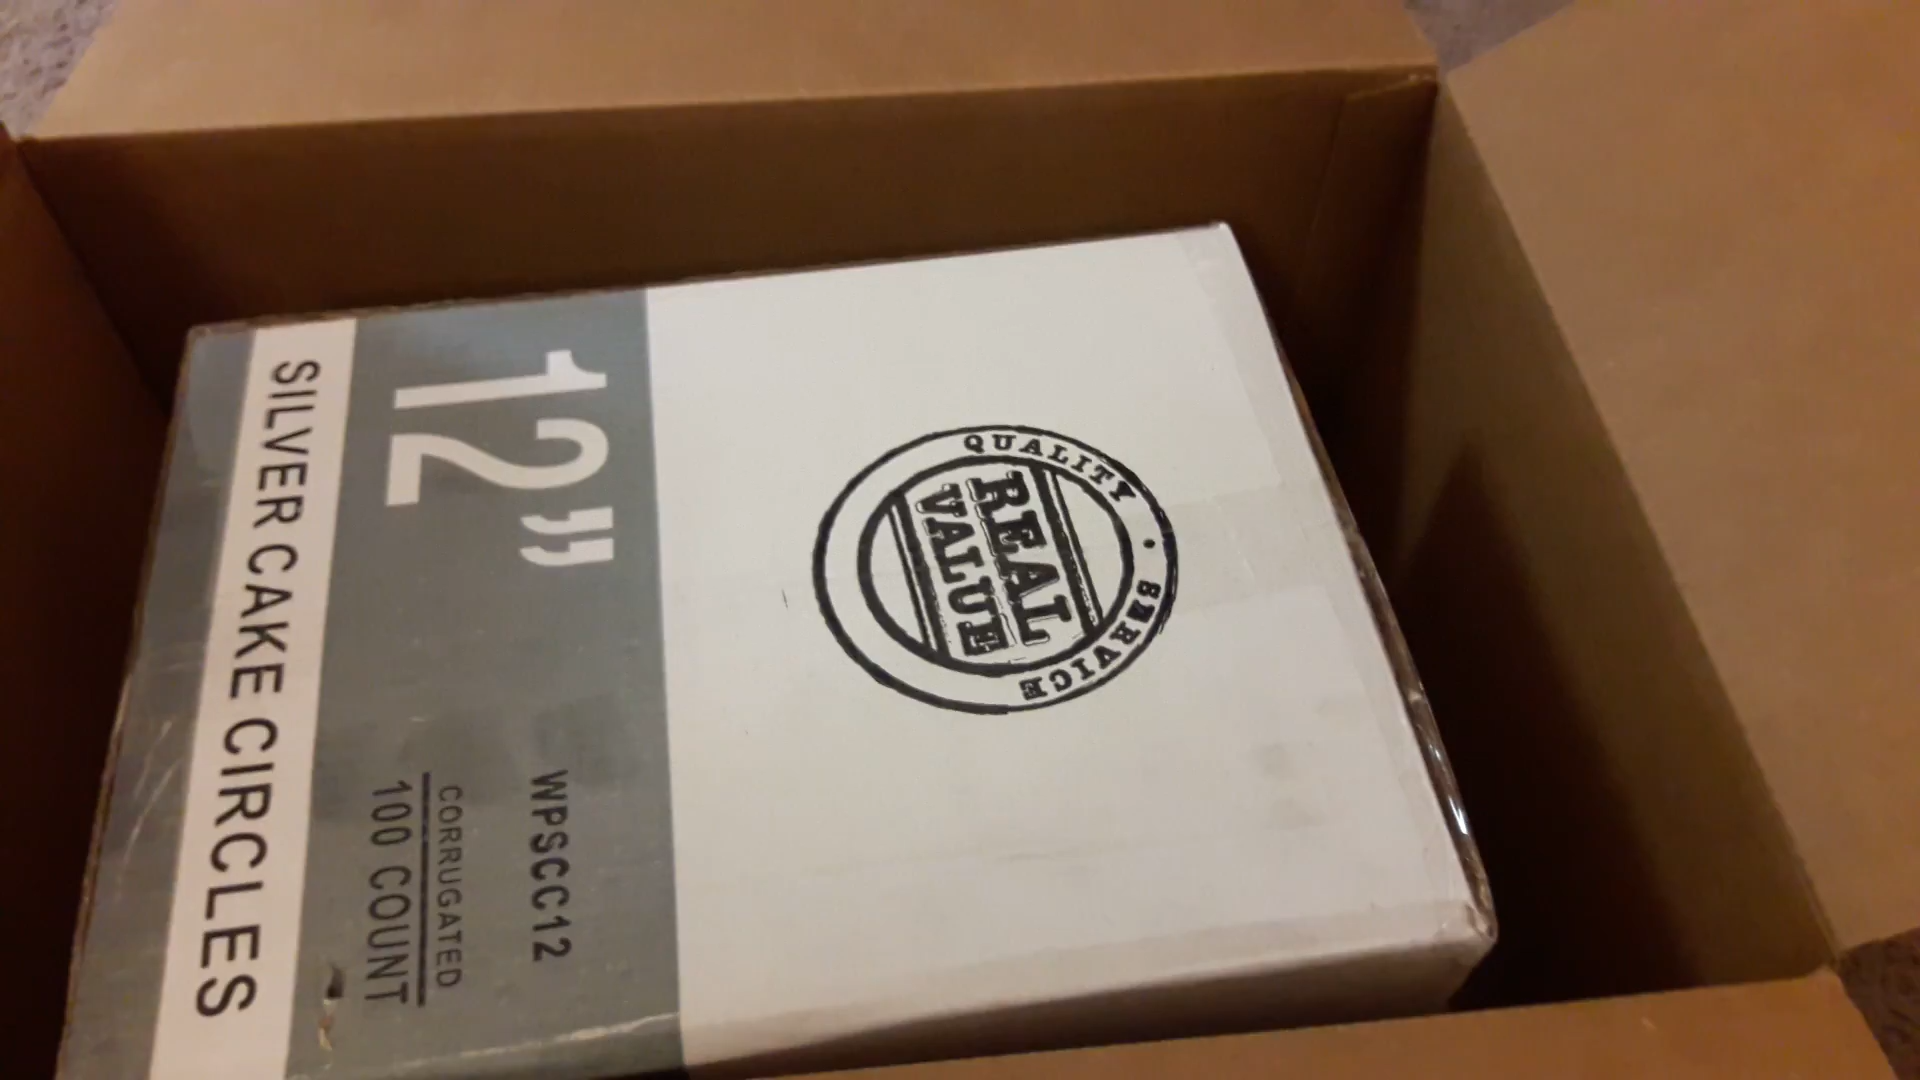 QUALITY • SERVICE
REAL
VALUE
12"
WPSCC12
CORRUGATED
100 COUNT
SILVER CAKE CIRCLES